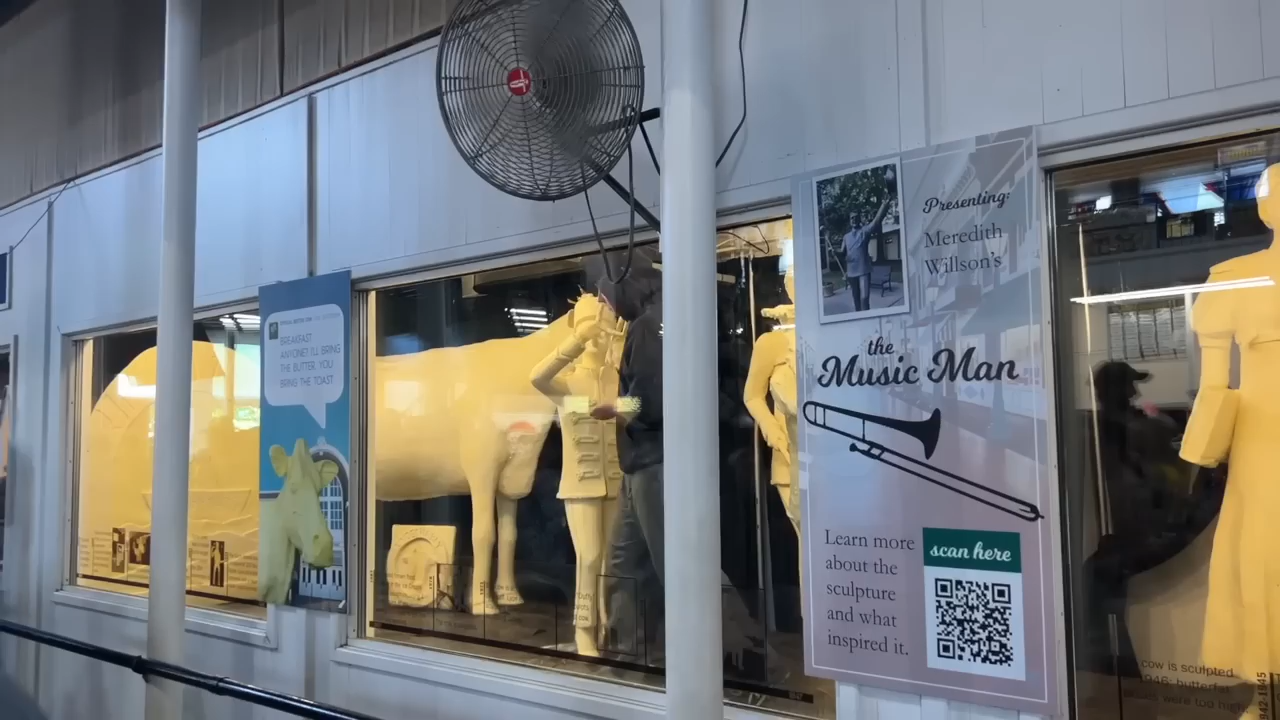 BREAKFAST
ANYONE? I'LL BRING
THE BUTTER, YOU
BRING THE TOAST
Presenting:
Meredith
Willson's
the
Music Man
Learn more
about the
sculpture
and what
inspired it.
scan here
cow is sculpted